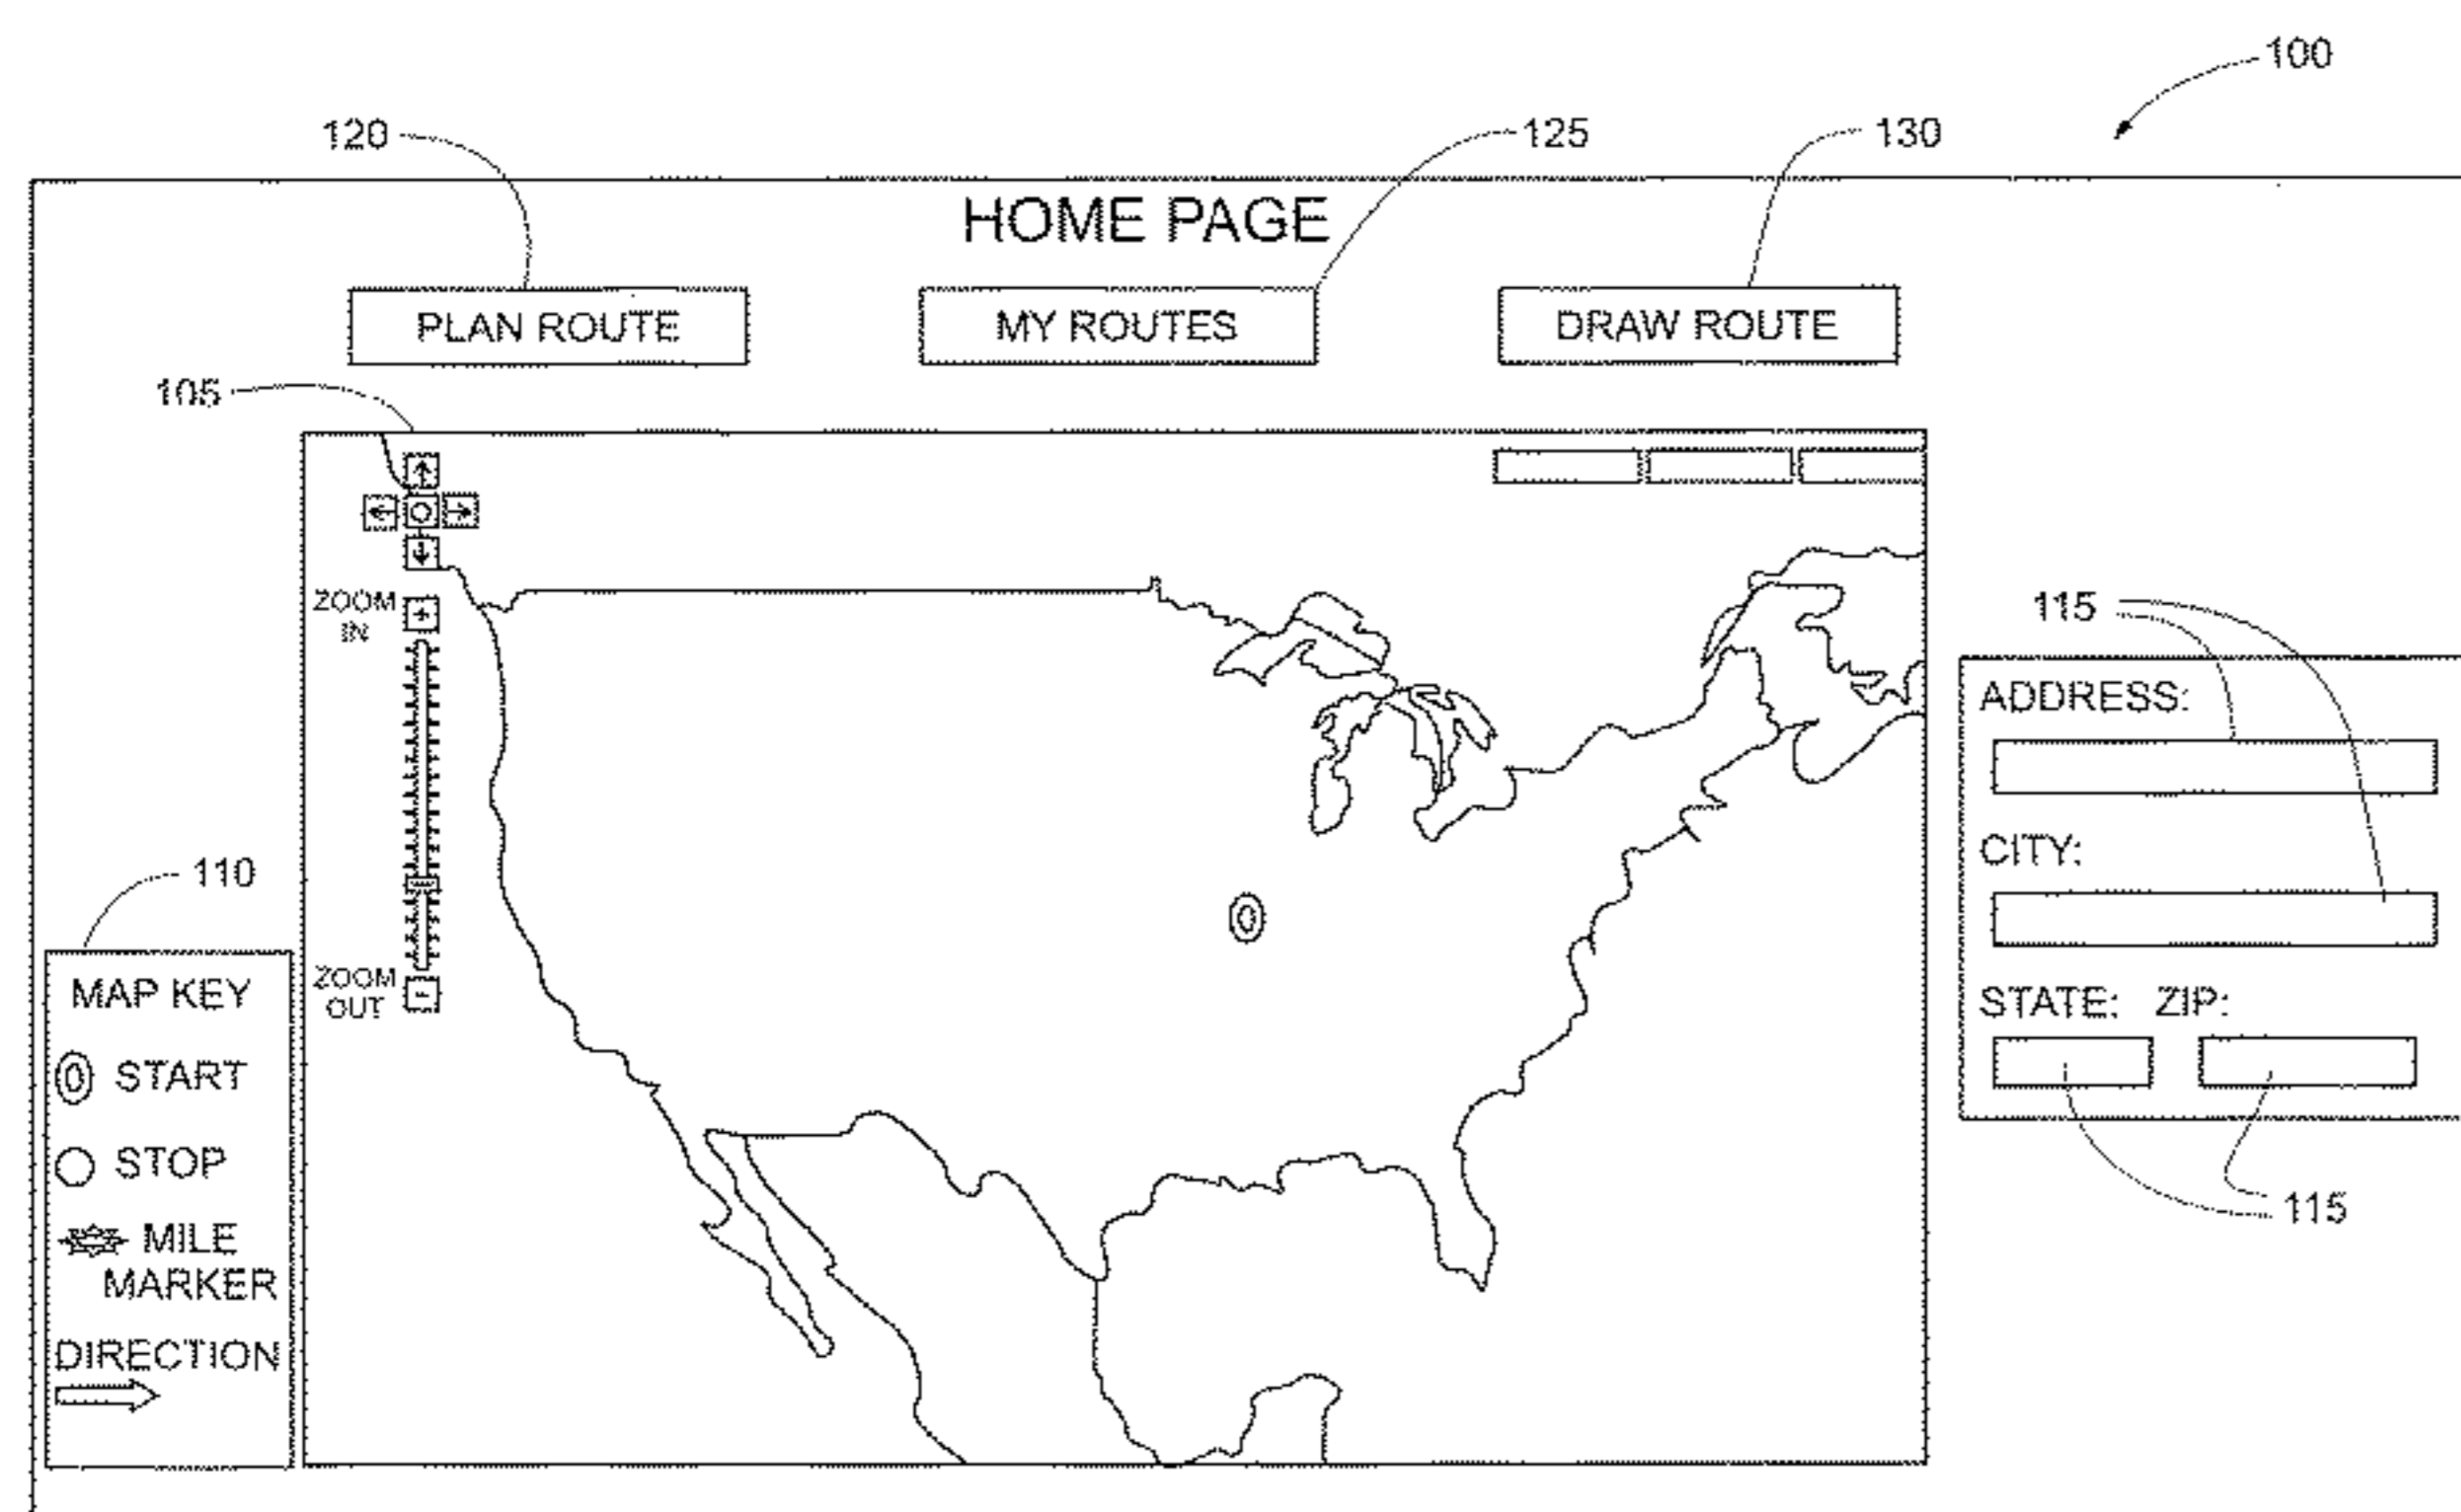 100
120
125
130
HOME PAGE
PLAN ROUTE
MY ROUTES
DRAW ROUTE
105
ZOOM
IN
+
ZOOM
OUT
-
110
MAP KEY
START
STOP
MILE
MARKER
DIRECTION
115
ADDRESS:
CITY:
STATE: ZIP:
115